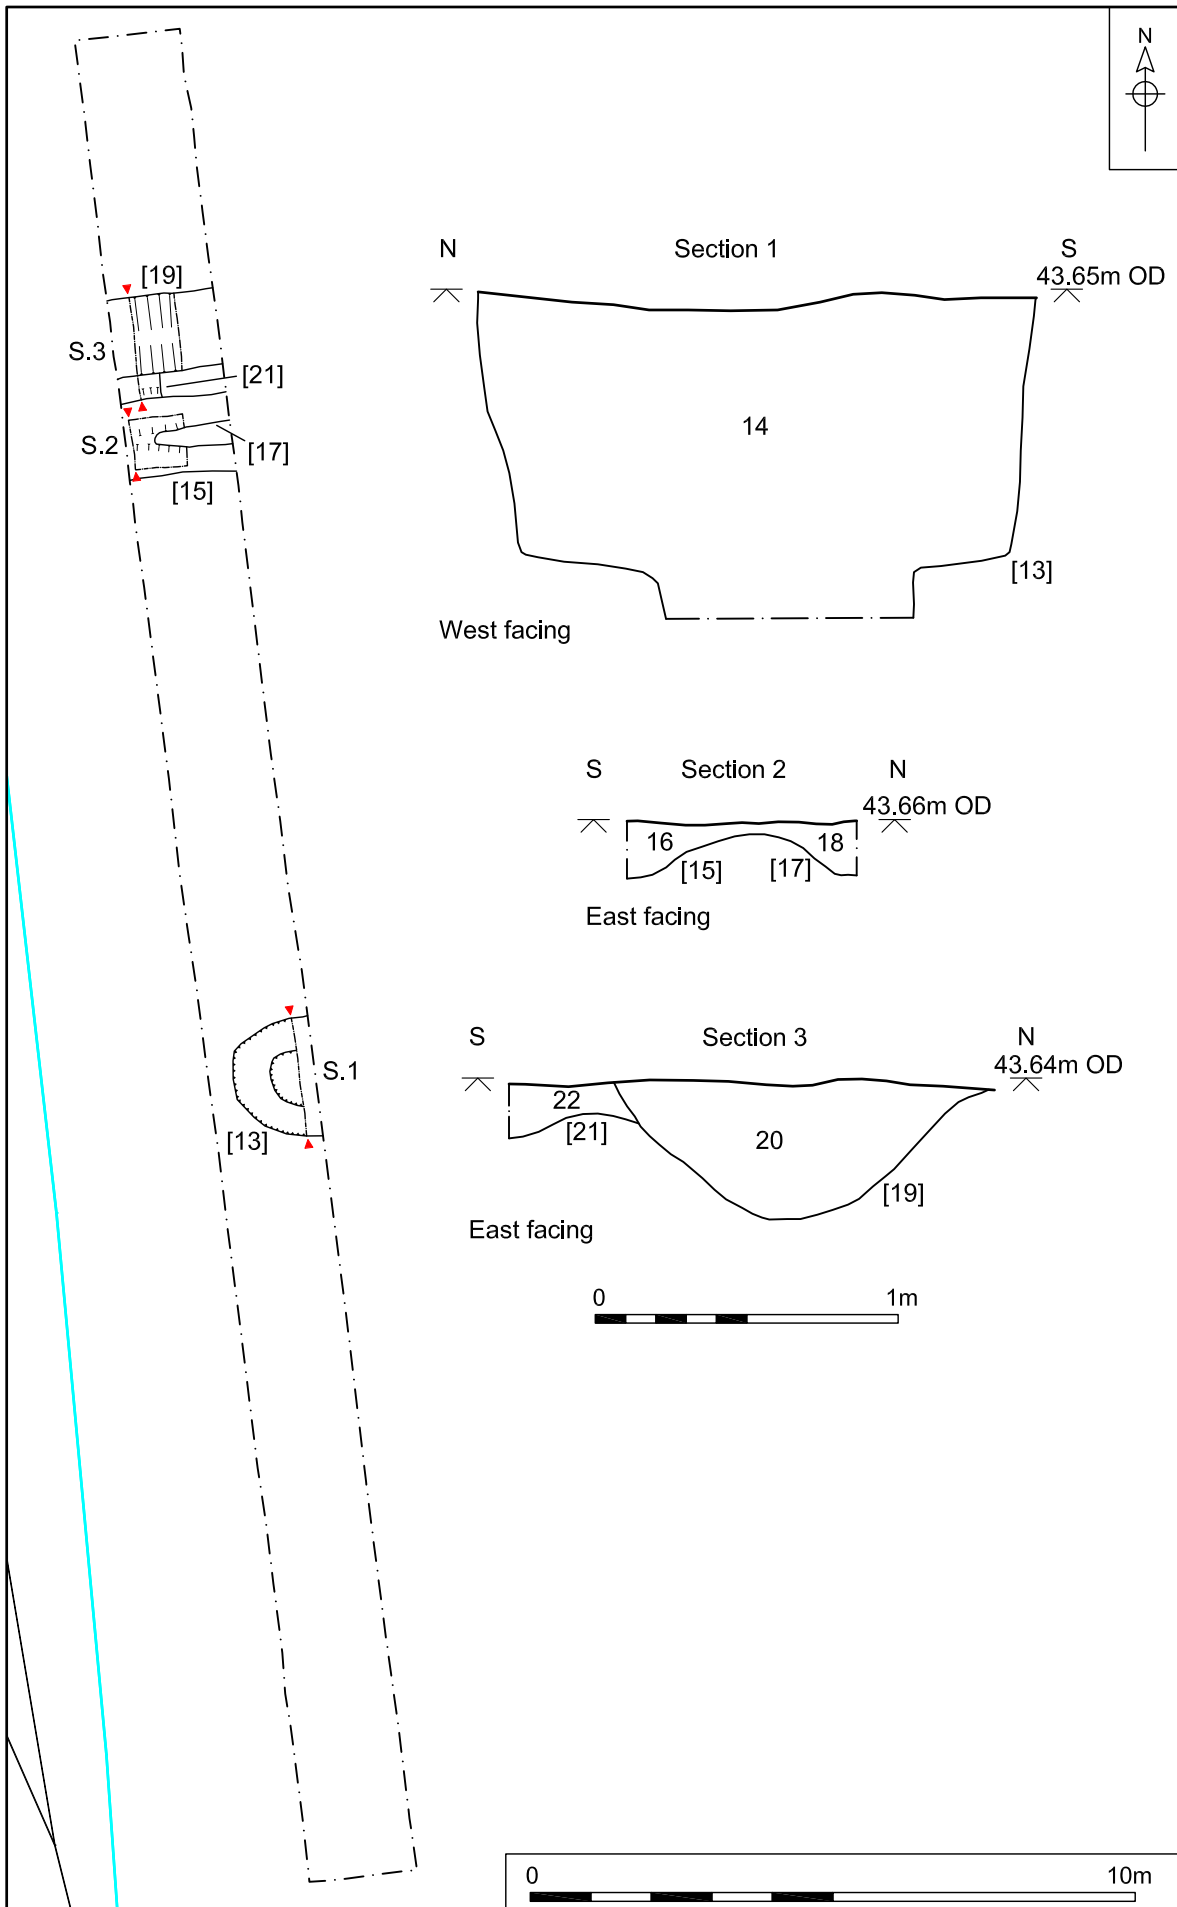 N
[19]
S.3
[21]
S.2
[17]
[15]
S.1
[13]
N Section 1 S
43.65m OD
14
[13]
West facing
S Section 2 N
43.66m OD
16 18
[15] [17]
East facing
S Section 3 N
43.64m OD
22
[21] 20
[19]
East facing
0 1m
0 10m